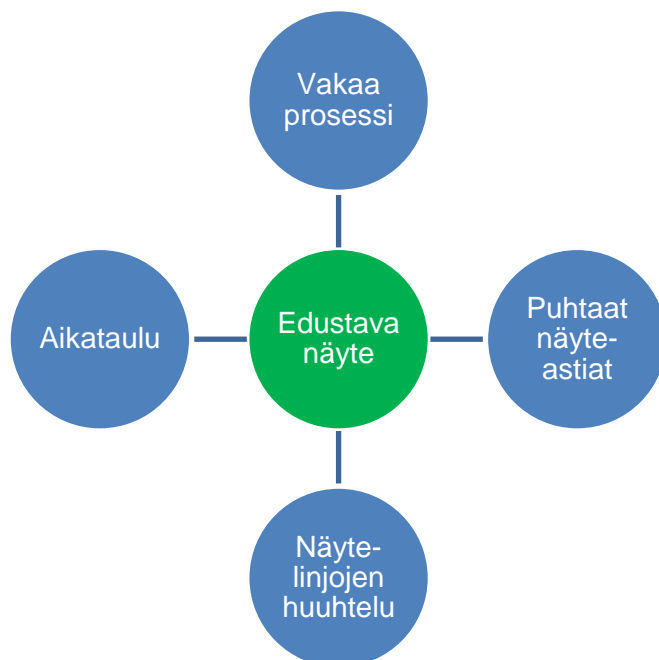 Vakaa
prosessi
Aikataulu
Edustava
näyte
Puhtaat
näyte-
astiat
Näyte-
linjojen
huuhtelu